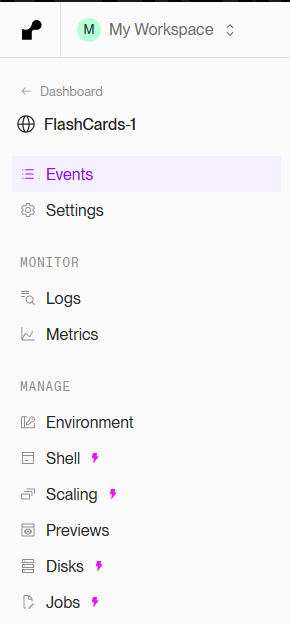 M My Workspace
Dashboard
FlashCards-1
Events
Settings
MONITOR
Logs
Metrics
MANAGE
Environment
Shell
Scaling
Previews
Disks
Jobs